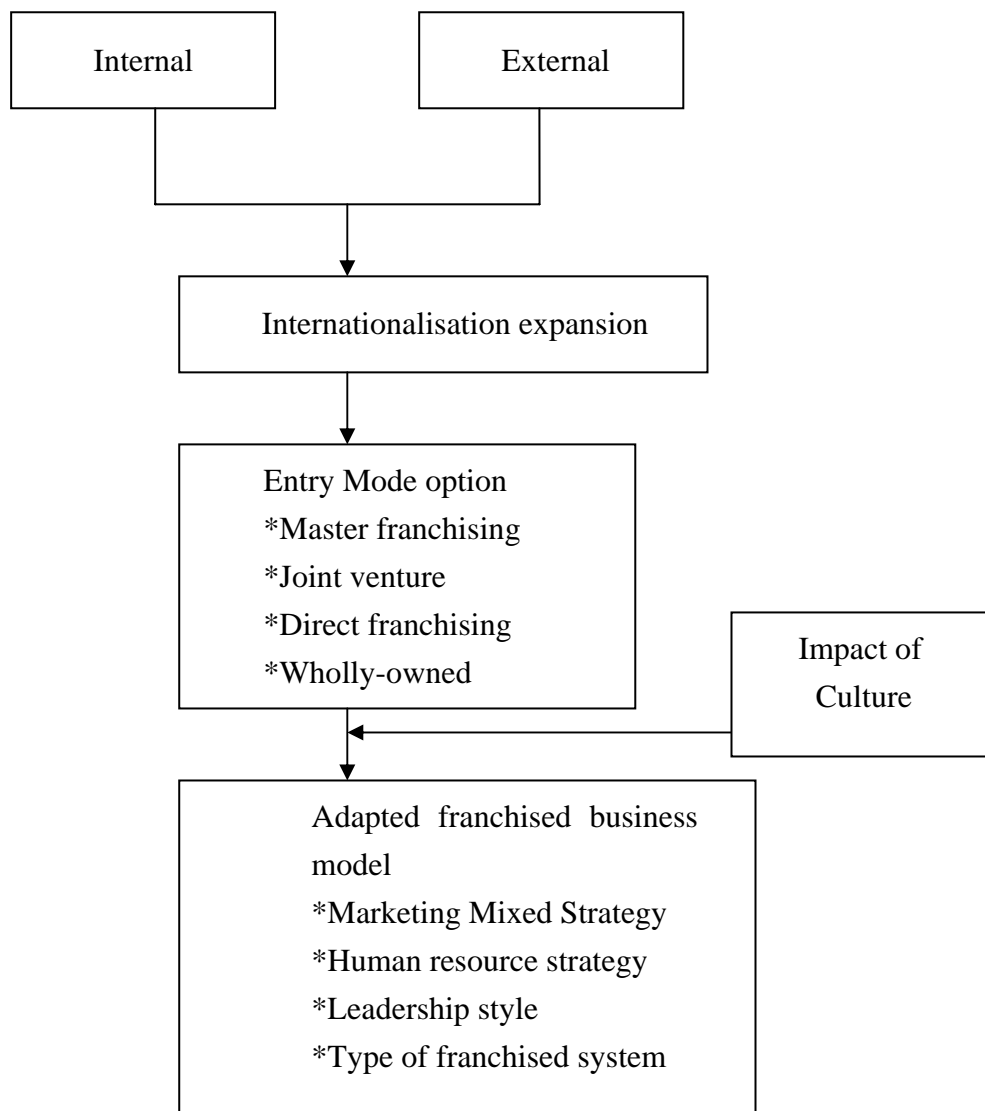 Internal
External
Internationalisation expansion
Entry Mode option
*Master franchising
*Joint venture
*Direct franchising
*Wholly-owned
Impact of
Culture
Adapted franchised business
model
*Marketing Mixed Strategy
*Human resource strategy
*Leadership style
*Type of franchised system